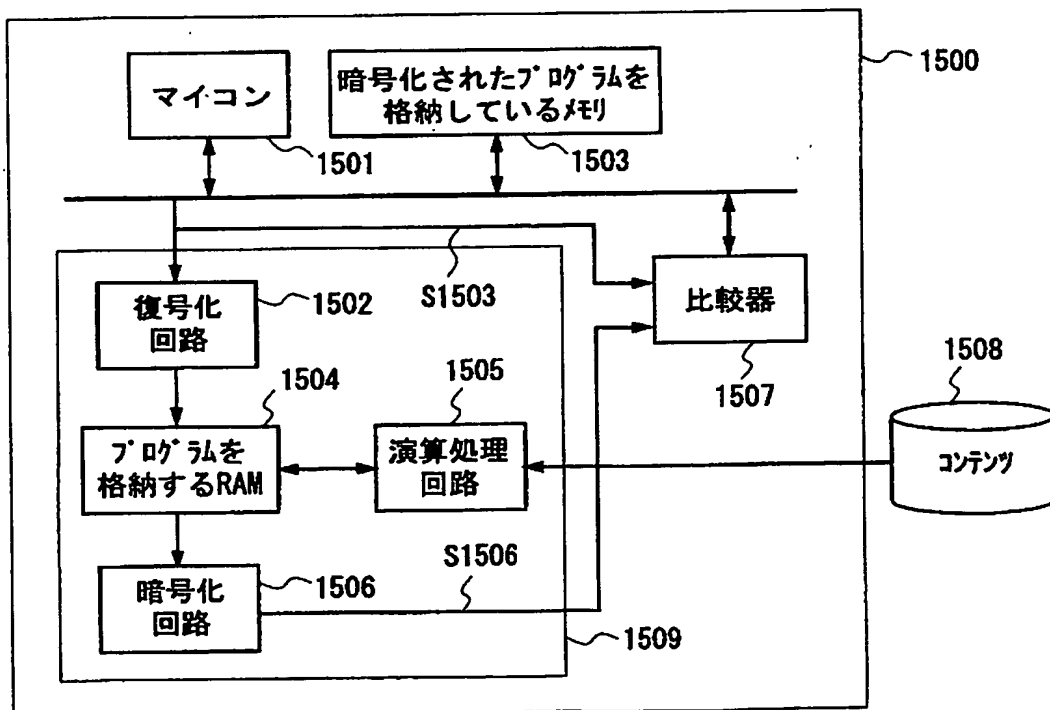 マイコン
1501
暗号化されたプログラムを
格納しているメモリ
1503
1500
復号化
回路
1502
S1503
比較器
1507
1508
コンテンツ
プログラムを
格納するRAM
1504
演算処理
回路
1505
暗号化
回路
1506
S1506
1509